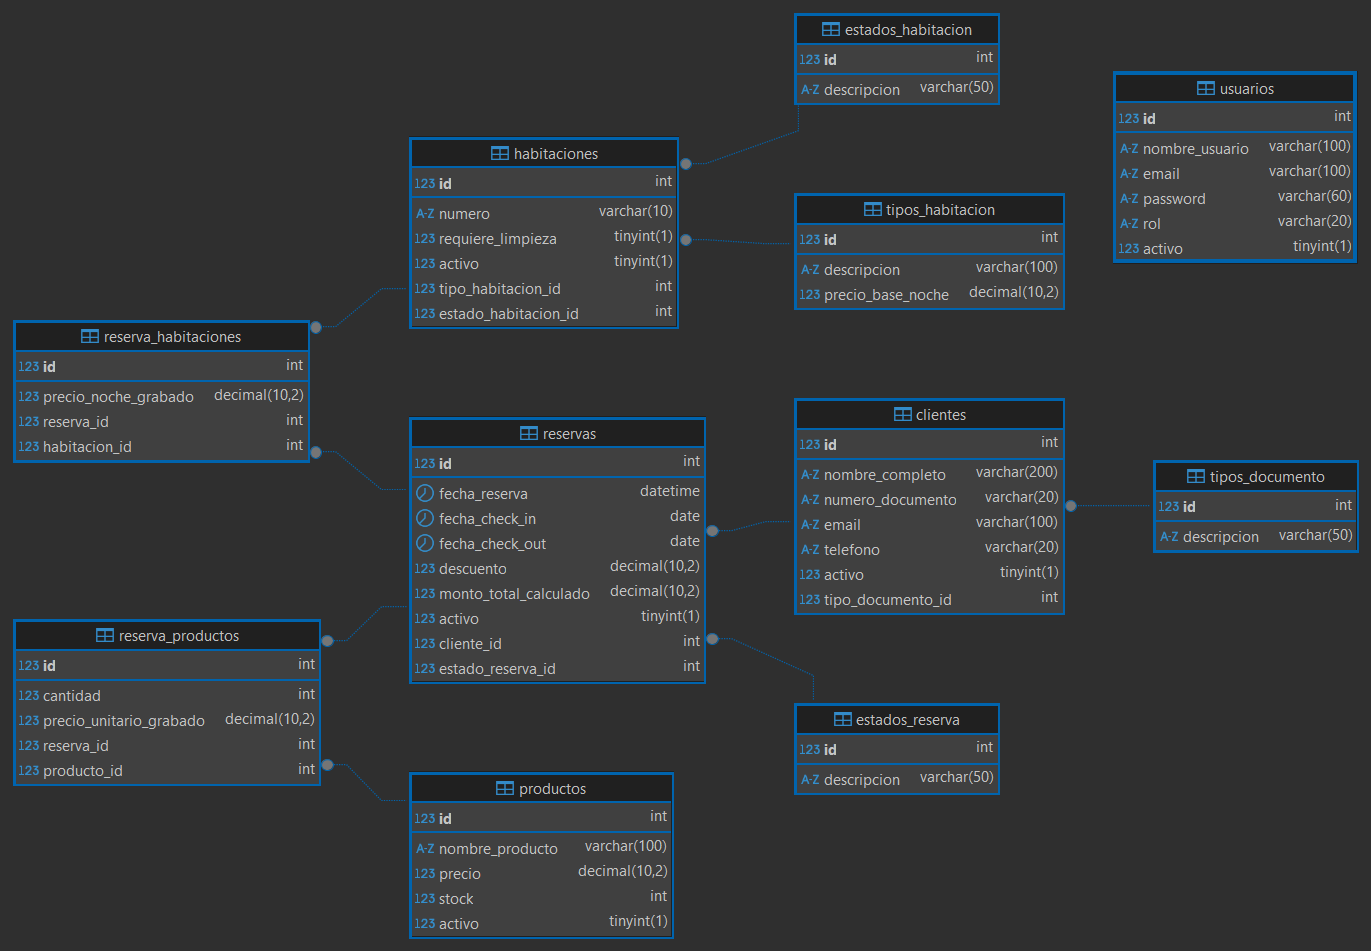 estados_habitacion
123 id int
A-Z descripcion varchar(50)
usuarios
123 id int
A-Z nombre_usuario varchar(100)
A-Z email varchar(100)
A-Z password varchar(60)
A-Z rol varchar(20)
123 activo tinyint(1)
habitaciones
123 id int
A-Z numero varchar(10)
123 requiere_limpieza tinyint(1)
123 activo tinyint(1)
123 tipo_habitacion_id int
123 estado_habitacion_id int
tipos_habitacion
123 id int
A-Z descripcion varchar(100)
123 precio_base_noche decimal(10,2)
reserva_habitaciones
123 id int
123 precio_noche_grabado decimal(10,2)
123 reserva_id int
123 habitacion_id int
reservas
123 id int
fecha_reserva datetime
fecha_check_in date
fecha_check_out date
123 descuento decimal(10,2)
123 monto_total_calculado decimal(10,2)
123 activo tinyint(1)
123 cliente_id int
123 estado_reserva_id int
clientes
123 id int
A-Z nombre_completo varchar(200)
A-Z numero_documento varchar(20)
A-Z email varchar(100)
A-Z telefono varchar(20)
123 activo tinyint(1)
123 tipo_documento_id int
tipos_documento
123 id int
A-Z descripcion varchar(50)
reserva_productos
123 id int
123 cantidad int
123 precio_unitario_grabado decimal(10,2)
123 reserva_id int
123 producto_id int
estados_reserva
123 id int
A-Z descripcion varchar(50)
productos
123 id int
A-Z nombre_producto varchar(100)
123 precio decimal(10,2)
123 stock int
123 activo tinyint(1)